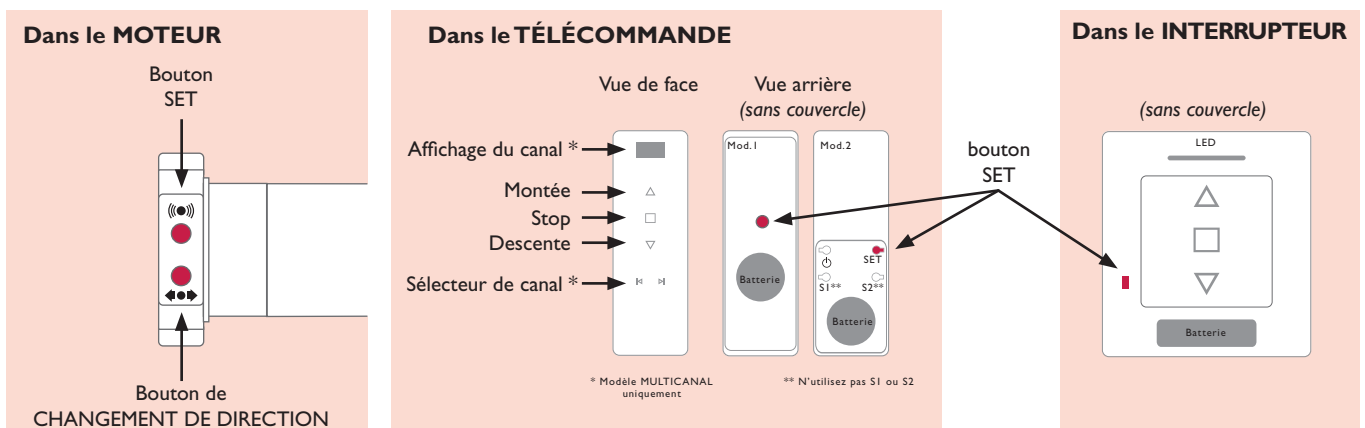 Dans le MOTEUR
Bouton
SET
Bouton de
CHANGEMENT DE DIRECTION
Dans le TÉLÉCOMMANDE
Vue de face
Vue arrière
(sans couvercle)
Affichage du canal *
Montée
Stop
Descente
Sélecteur de canal *
Mod.1
Batterie
Mod.2
SET
S1**
S2**
Batterie
* Modèle MULTICANAL
uniquement
** N'utilisez pas S1 ou S2
bouton
SET
Dans le INTERRUPTEUR
(sans couvercle)
LED
Batterie